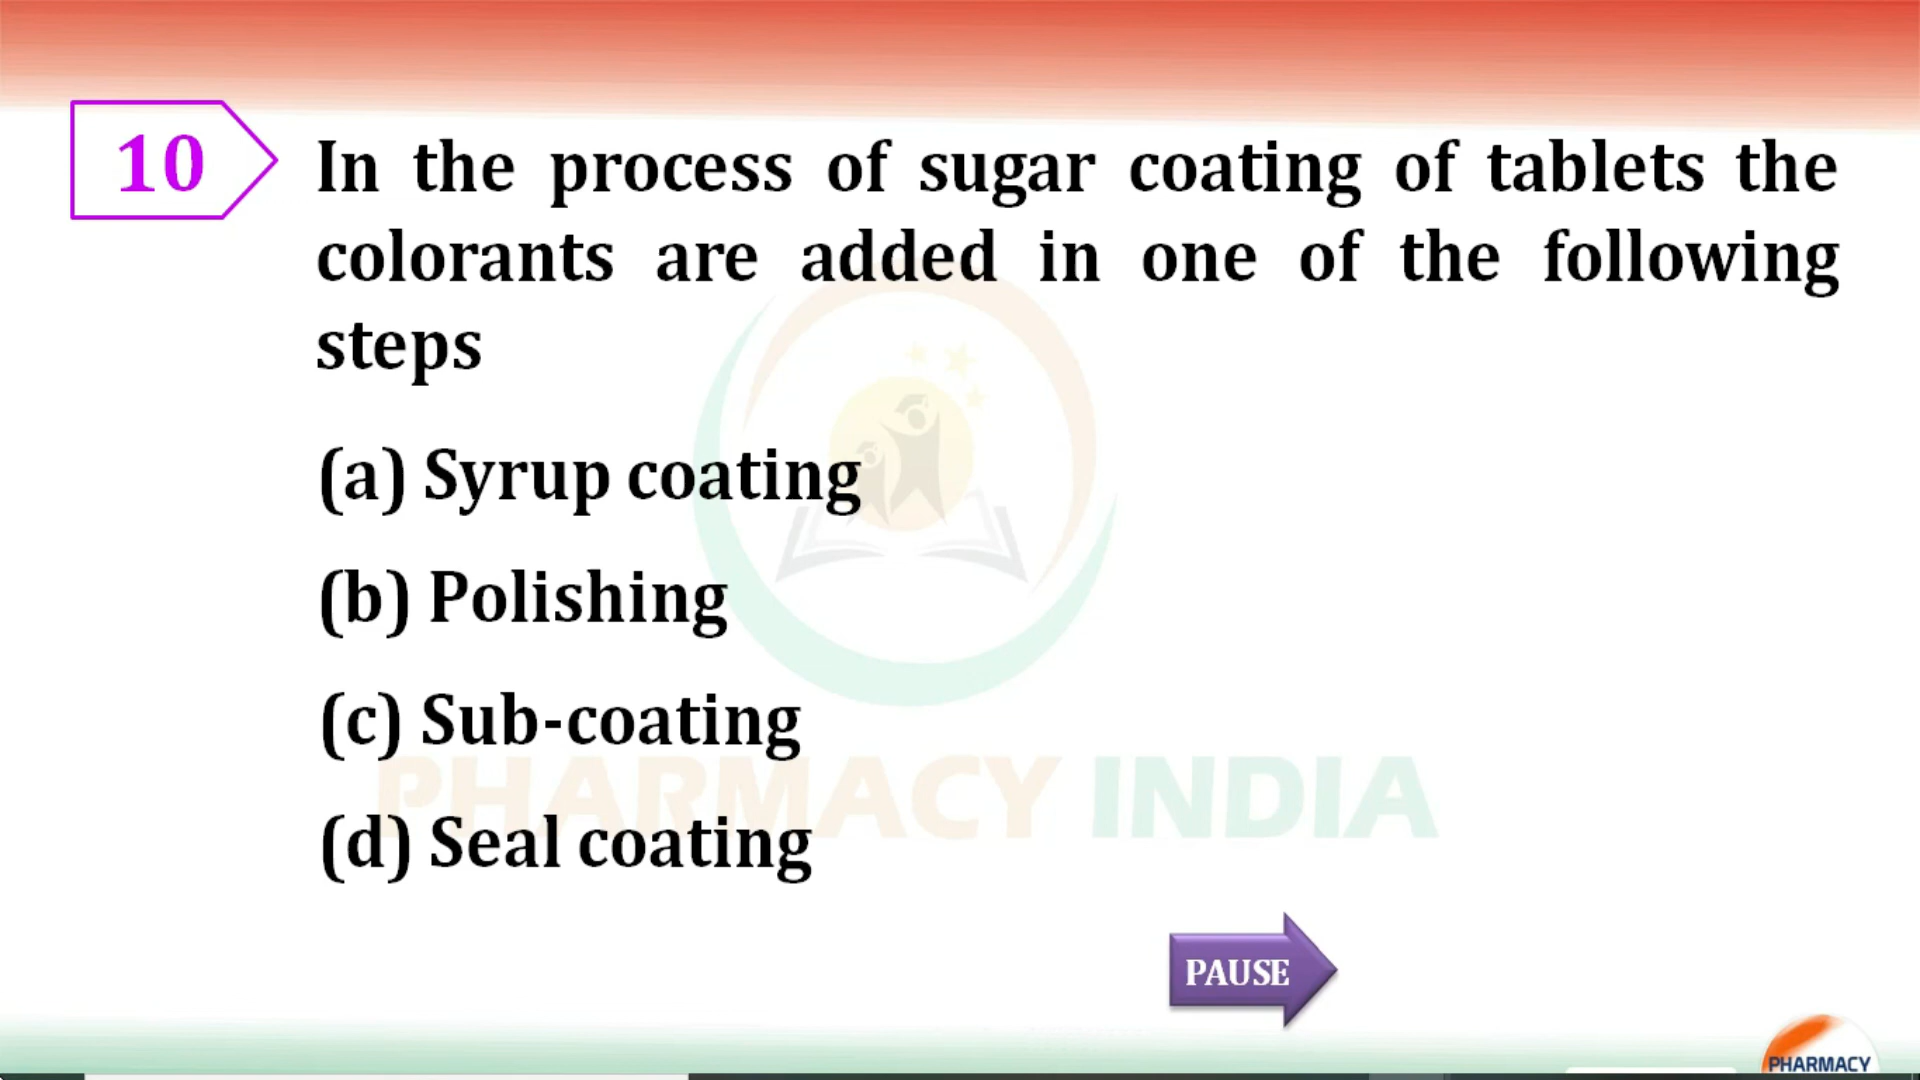 10
In the process of sugar coating of tablets the
colorants are added in one of the following
steps
(a) Syrup coating
(b) Polishing
(c) Sub-coating
(d) Seal coating
PHARMACY INDIA
PAUSE
PHARMACY